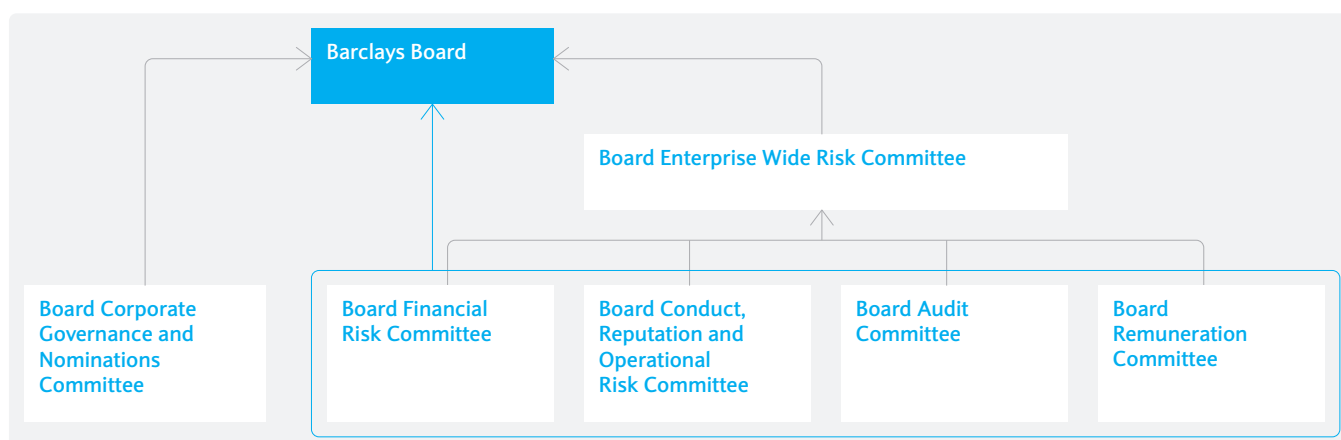 Barclays Board
Board Enterprise Wide Risk Committee
Board Corporate
Governance and
Nominations
Committee
Board Financial
Risk Committee
Board Conduct,
Reputation and
Operational
Risk Committee
Board Audit
Committee
Board
Remuneration
Committee